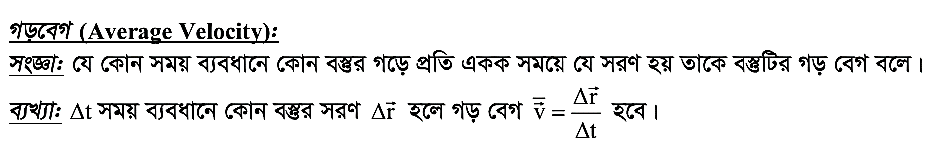 গড়বেগ (Average Velocity):
সংজ্ঞা: যে কোন সময় ব্যবধানে কোন বস্তুর গড়ে প্রতি একক সময়ে যে সরণ হয় তাকে বস্তুটির গড় বেগ বলে।
ব্যখ্যা: Δt সময় ব্যবধানে কোন বস্তুর সরণ Δr⃗ হলে গড় বেগ v̄⃗ = Δr⃗/Δt হবে।